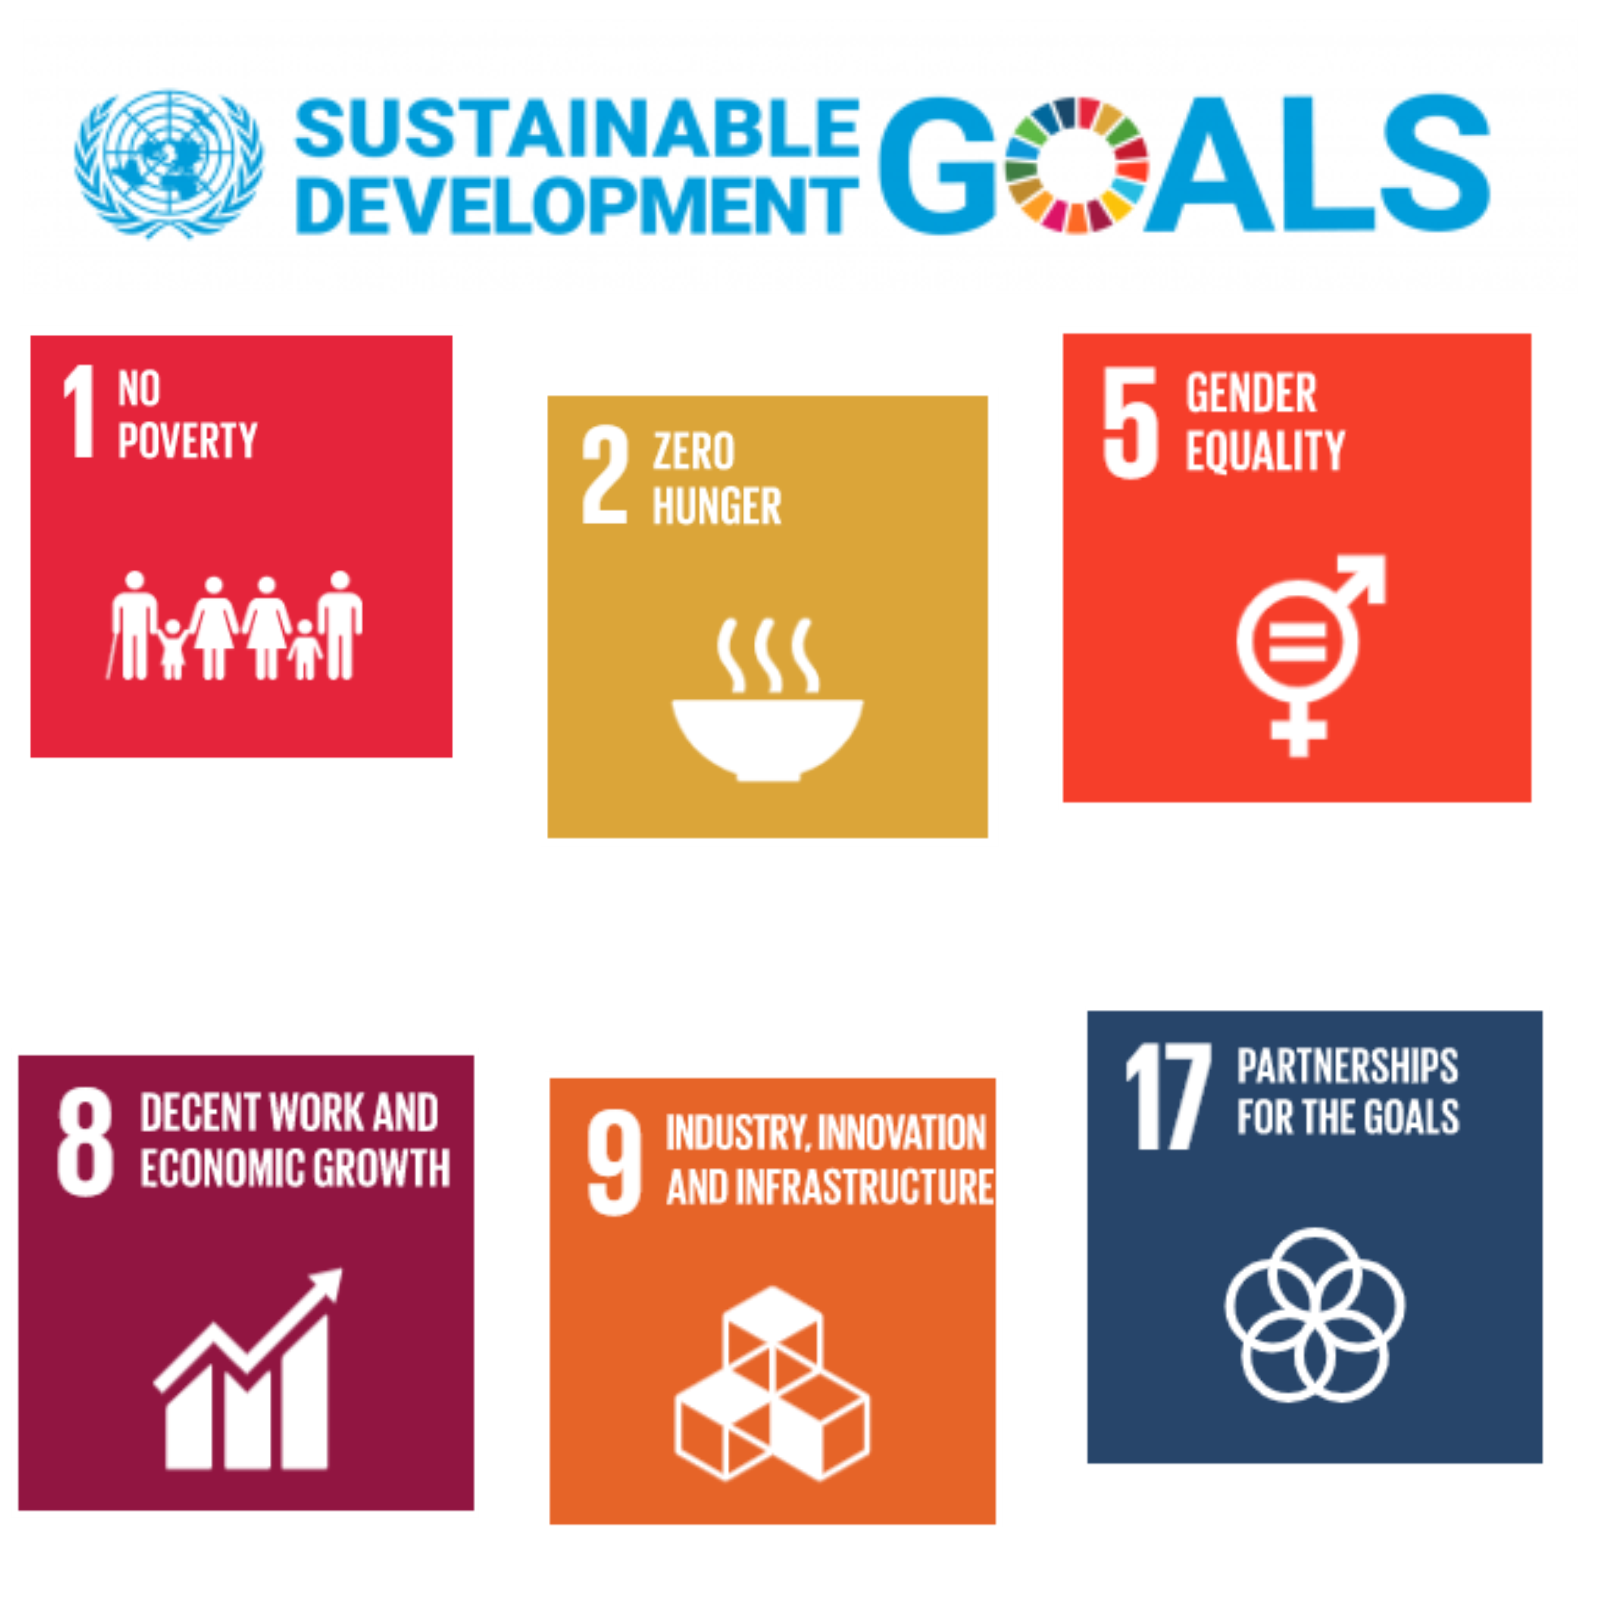 SUSTAINABLE
DEVELOPMENT
GOALS
1 NO
POVERTY
2 ZERO
HUNGER
5 GENDER
EQUALITY
8 DECENT WORK AND
ECONOMIC GROWTH
9 INDUSTRY, INNOVATION
AND INFRASTRUCTURE
17 PARTNERSHIPS
FOR THE GOALS